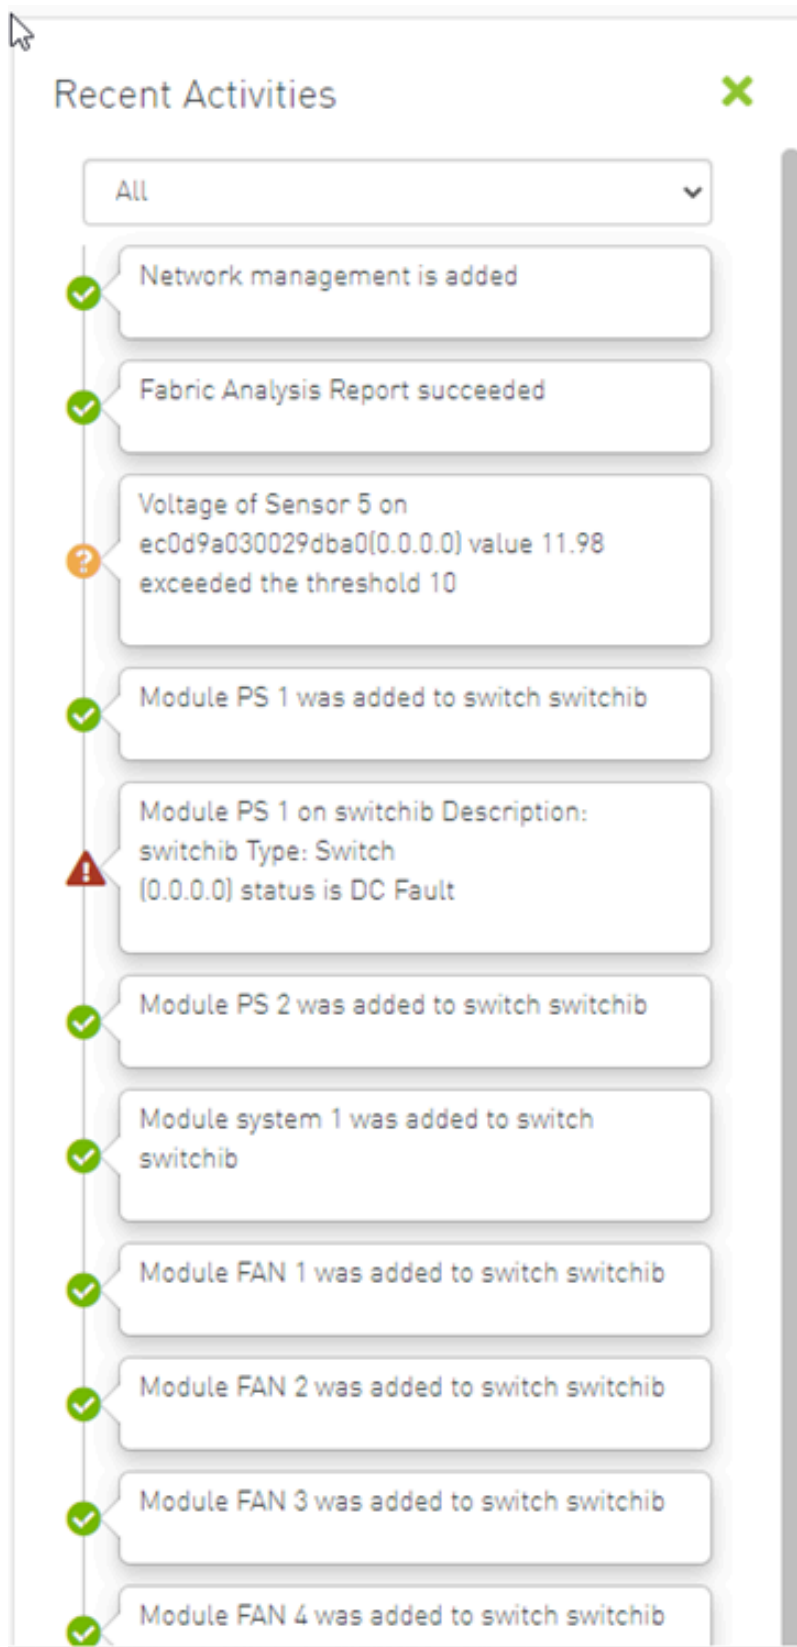 Recent Activities
All
Network management is added
Fabric Analysis Report succeeded
Voltage of Sensor 5 on
ec0d9a030029dba0(0.0.0.0) value 11.98
exceeded the threshold 10
Module PS 1 was added to switch switchib
Module PS 1 on switchib Description:
switchib Type: Switch
(0.0.0.0) status is DC Fault
Module PS 2 was added to switch switchib
Module system 1 was added to switch
switchib
Module FAN 1 was added to switch switchib
Module FAN 2 was added to switch switchib
Module FAN 3 was added to switch switchib
Module FAN 4 was added to switch switchib